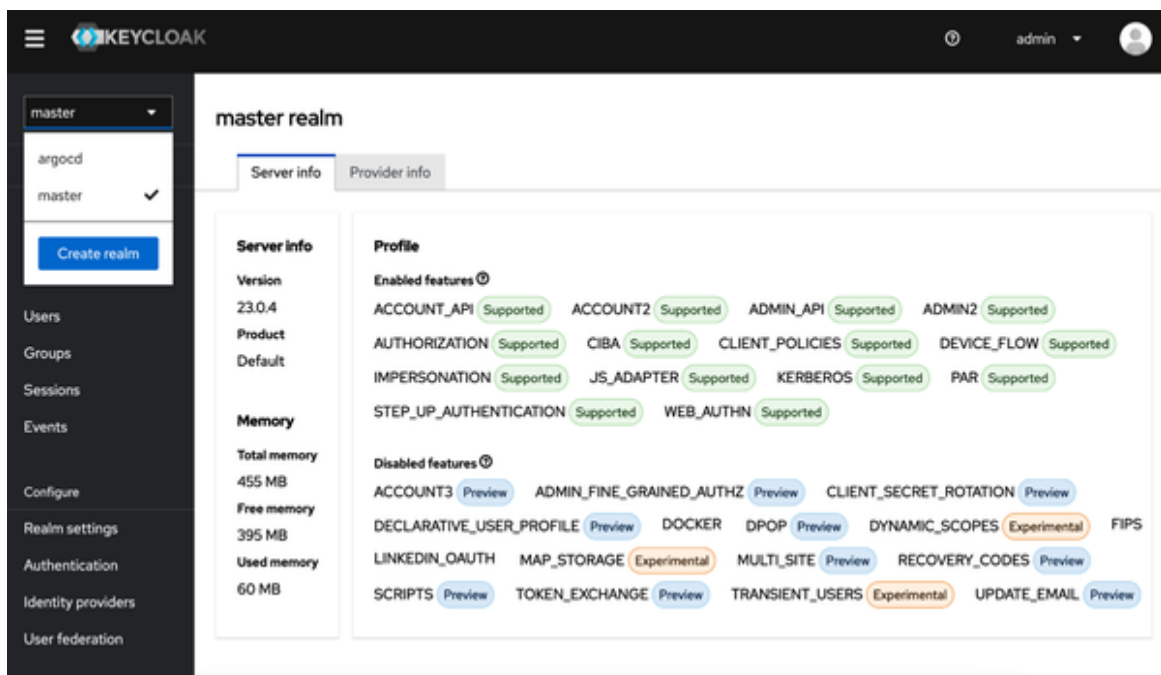 KEYCLOAK
admin
master
argocd
master
Create realm
Users
Groups
Sessions
Events
Configure
Realm settings
Authentication
Identity providers
User federation
master realm
Server info Provider info
Server info
Version
23.0.4
Product
Default
Memory
Total memory
455 MB
Free memory
395 MB
Used memory
60 MB
Profile
Enabled features
ACCOUNT_API Supported ACCOUNT2 Supported ADMIN_API Supported ADMIN2 Supported
AUTHORIZATION Supported CIBA Supported CLIENT_POLICIES Supported DEVICE_FLOW Supported
IMPERSONATION Supported JS_ADAPTER Supported KERBEROS Supported PAR Supported
STEP_UP_AUTHENTICATION Supported WEB_AUTHN Supported
Disabled features
ACCOUNT3 Preview ADMIN_FINE_GRAINED_AUTHZ Preview CLIENT_SECRET_ROTATION Preview
DECLARATIVE_USER_PROFILE Preview DOCKER DPOP Preview DYNAMIC_SCOPES Experimental FIPS
LINKEDIN_OAUTH MAP_STORAGE Experimental MULTI_SITE Preview RECOVERY_CODES Preview
SCRIPTS Preview TOKEN_EXCHANGE Preview TRANSIENT_USERS Experimental UPDATE_EMAIL Preview